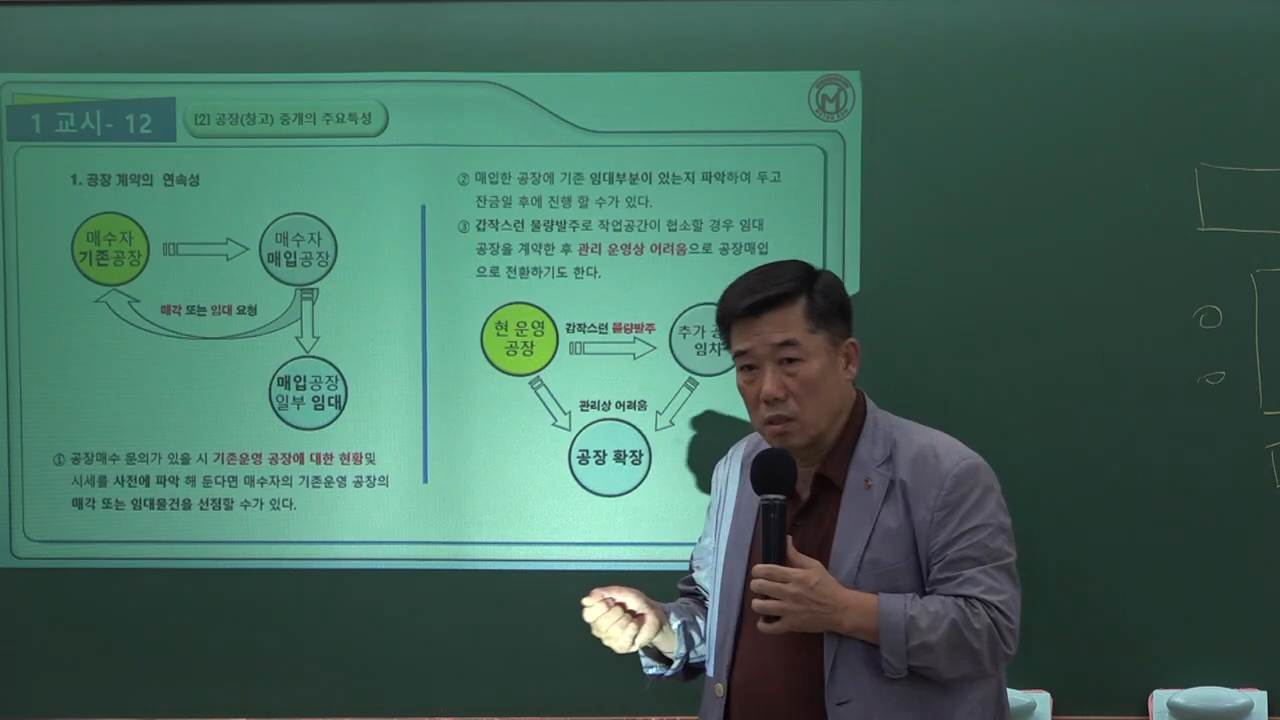 1 교시- 12
[2] 공장(창고) 중개의 주요특성
1. 공장 계약의 연속성
매수자
기존공장
매수자
매입공장
매각 또는 임대 요청
매입공장
일부 임대
① 공장매수 문의가 있을 시 기존운영 공장에 대한 현황및
시세를 사전에 파악 해 둔다면 매수자의 기존운영 공장의
매각 또는 임대물건을 선점할 수가 있다.
② 매입한 공장에 기존 임대부분이 있는지 파악하여 두고
잔금일 후에 진행 할 수가 있다.
③ 갑작스런 물량발주로 작업공간이 협소할 경우 임대
공장을 계약한 후 관리 운영상 어려움으로 공장매입
으로 전환하기도 한다.
현 운영
공장
갑작스런 물량발주
추가
임차
관리상 어려움
공장 확장